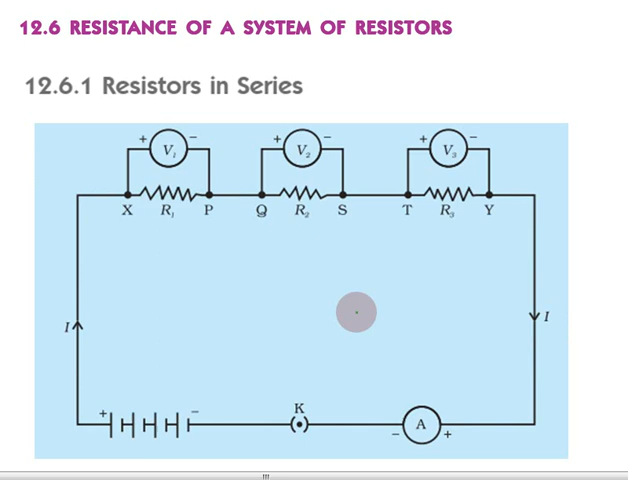 12.6 RESISTANCE OF A SYSTEM OF RESISTORS
12.6.1 Resistors in Series
+ V₁ −
+ V₂ −
+ V₃ −
X R₁ P
Q R₂ S
T R₃ Y
I
I
+ −
K
(•)
− A +